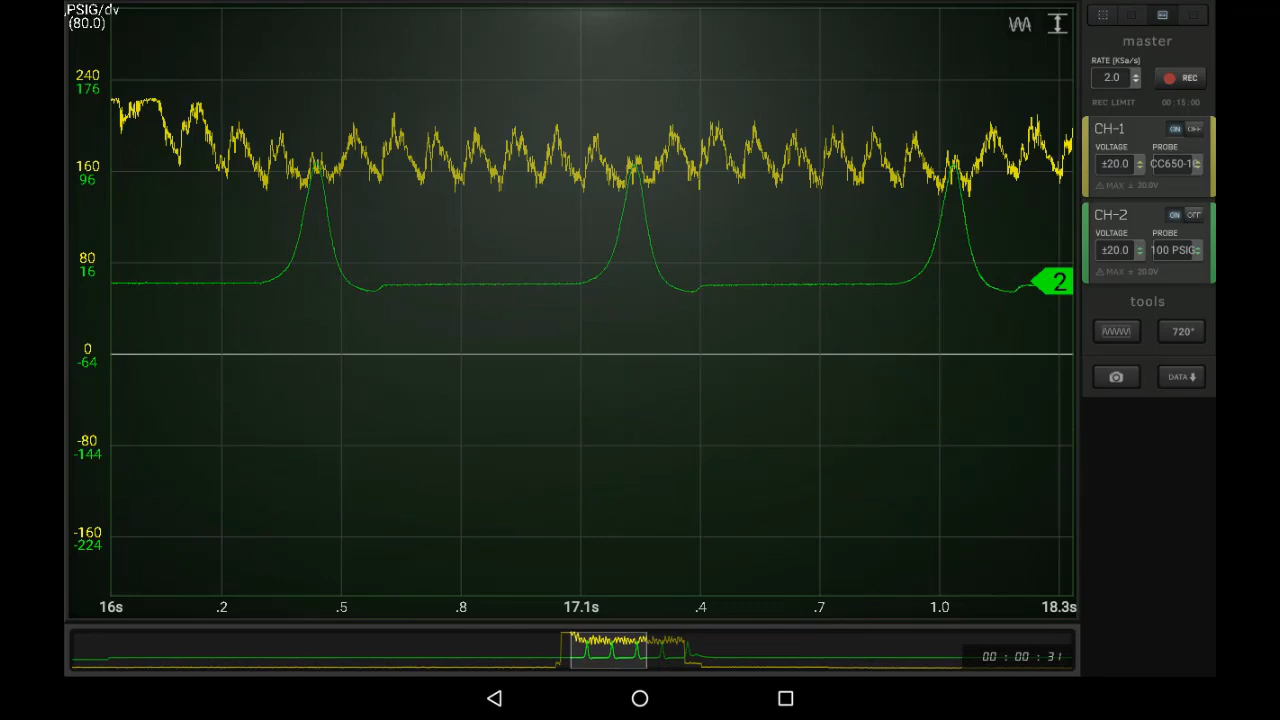 ,PSIG/dv
(80.0)
240
176
160
96
80
16
0
-64
-80
-144
-160
-224
16s .2 .5 .8 17.1s .4 .7 1.0 18.3s
2
00 : 00 : 31
master
RATE (KSa/s)
2.0 REC
REC LIMIT 00:15:00
CH-1 ON OFF
VOLTAGE PROBE
±20.0 CC650-1
MAX ± 20.0V
CH-2 ON OFF
VOLTAGE PROBE
±20.0 100 PSIG
MAX ± 20.0V
tools
720°
DATA